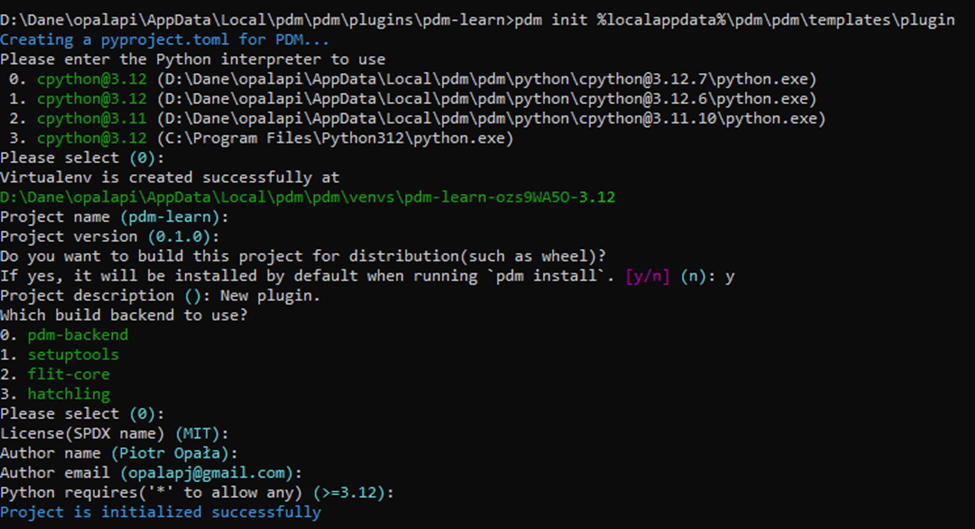 D:\Dane\opalapi\AppData\Local\pdm\pdm\plugins\pdm-learn>pdm init %localappdata%\pdm\pdm\templates\plugin
Creating a pyproject.toml for PDM...
Please enter the Python interpreter to use
0. cpython@3.12 (D:\Dane\opalapi\AppData\Local\pdm\pdm\python\cpython@3.12.7\python.exe)
1. cpython@3.12 (D:\Dane\opalapi\AppData\Local\pdm\pdm\python\cpython@3.12.6\python.exe)
2. cpython@3.11 (D:\Dane\opalapi\AppData\Local\pdm\pdm\python\cpython@3.11.10\python.exe)
3. cpython@3.12 (C:\Program Files\Python312\python.exe)
Please select (0):
Virtualenv is created successfully at
D:\Dane\opalapi\AppData\Local\pdm\pdm\venvs\pdm-learn-ozs9WA5O-3.12
Project name (pdm-learn):
Project version (0.1.0):
Do you want to build this project for distribution(such as wheel)?
If yes, it will be installed by default when running `pdm install`. [y/n] (n): y
Project description (): New plugin.
Which build backend to use?
0. pdm-backend
1. setuptools
2. flit-core
3. hatchling
Please select (0):
License(SPDX name) (MIT):
Author name (Piotr Opała):
Author email (opalapj@gmail.com):
Python requires('*' to allow any) (>=3.12):
Project is initialized successfully